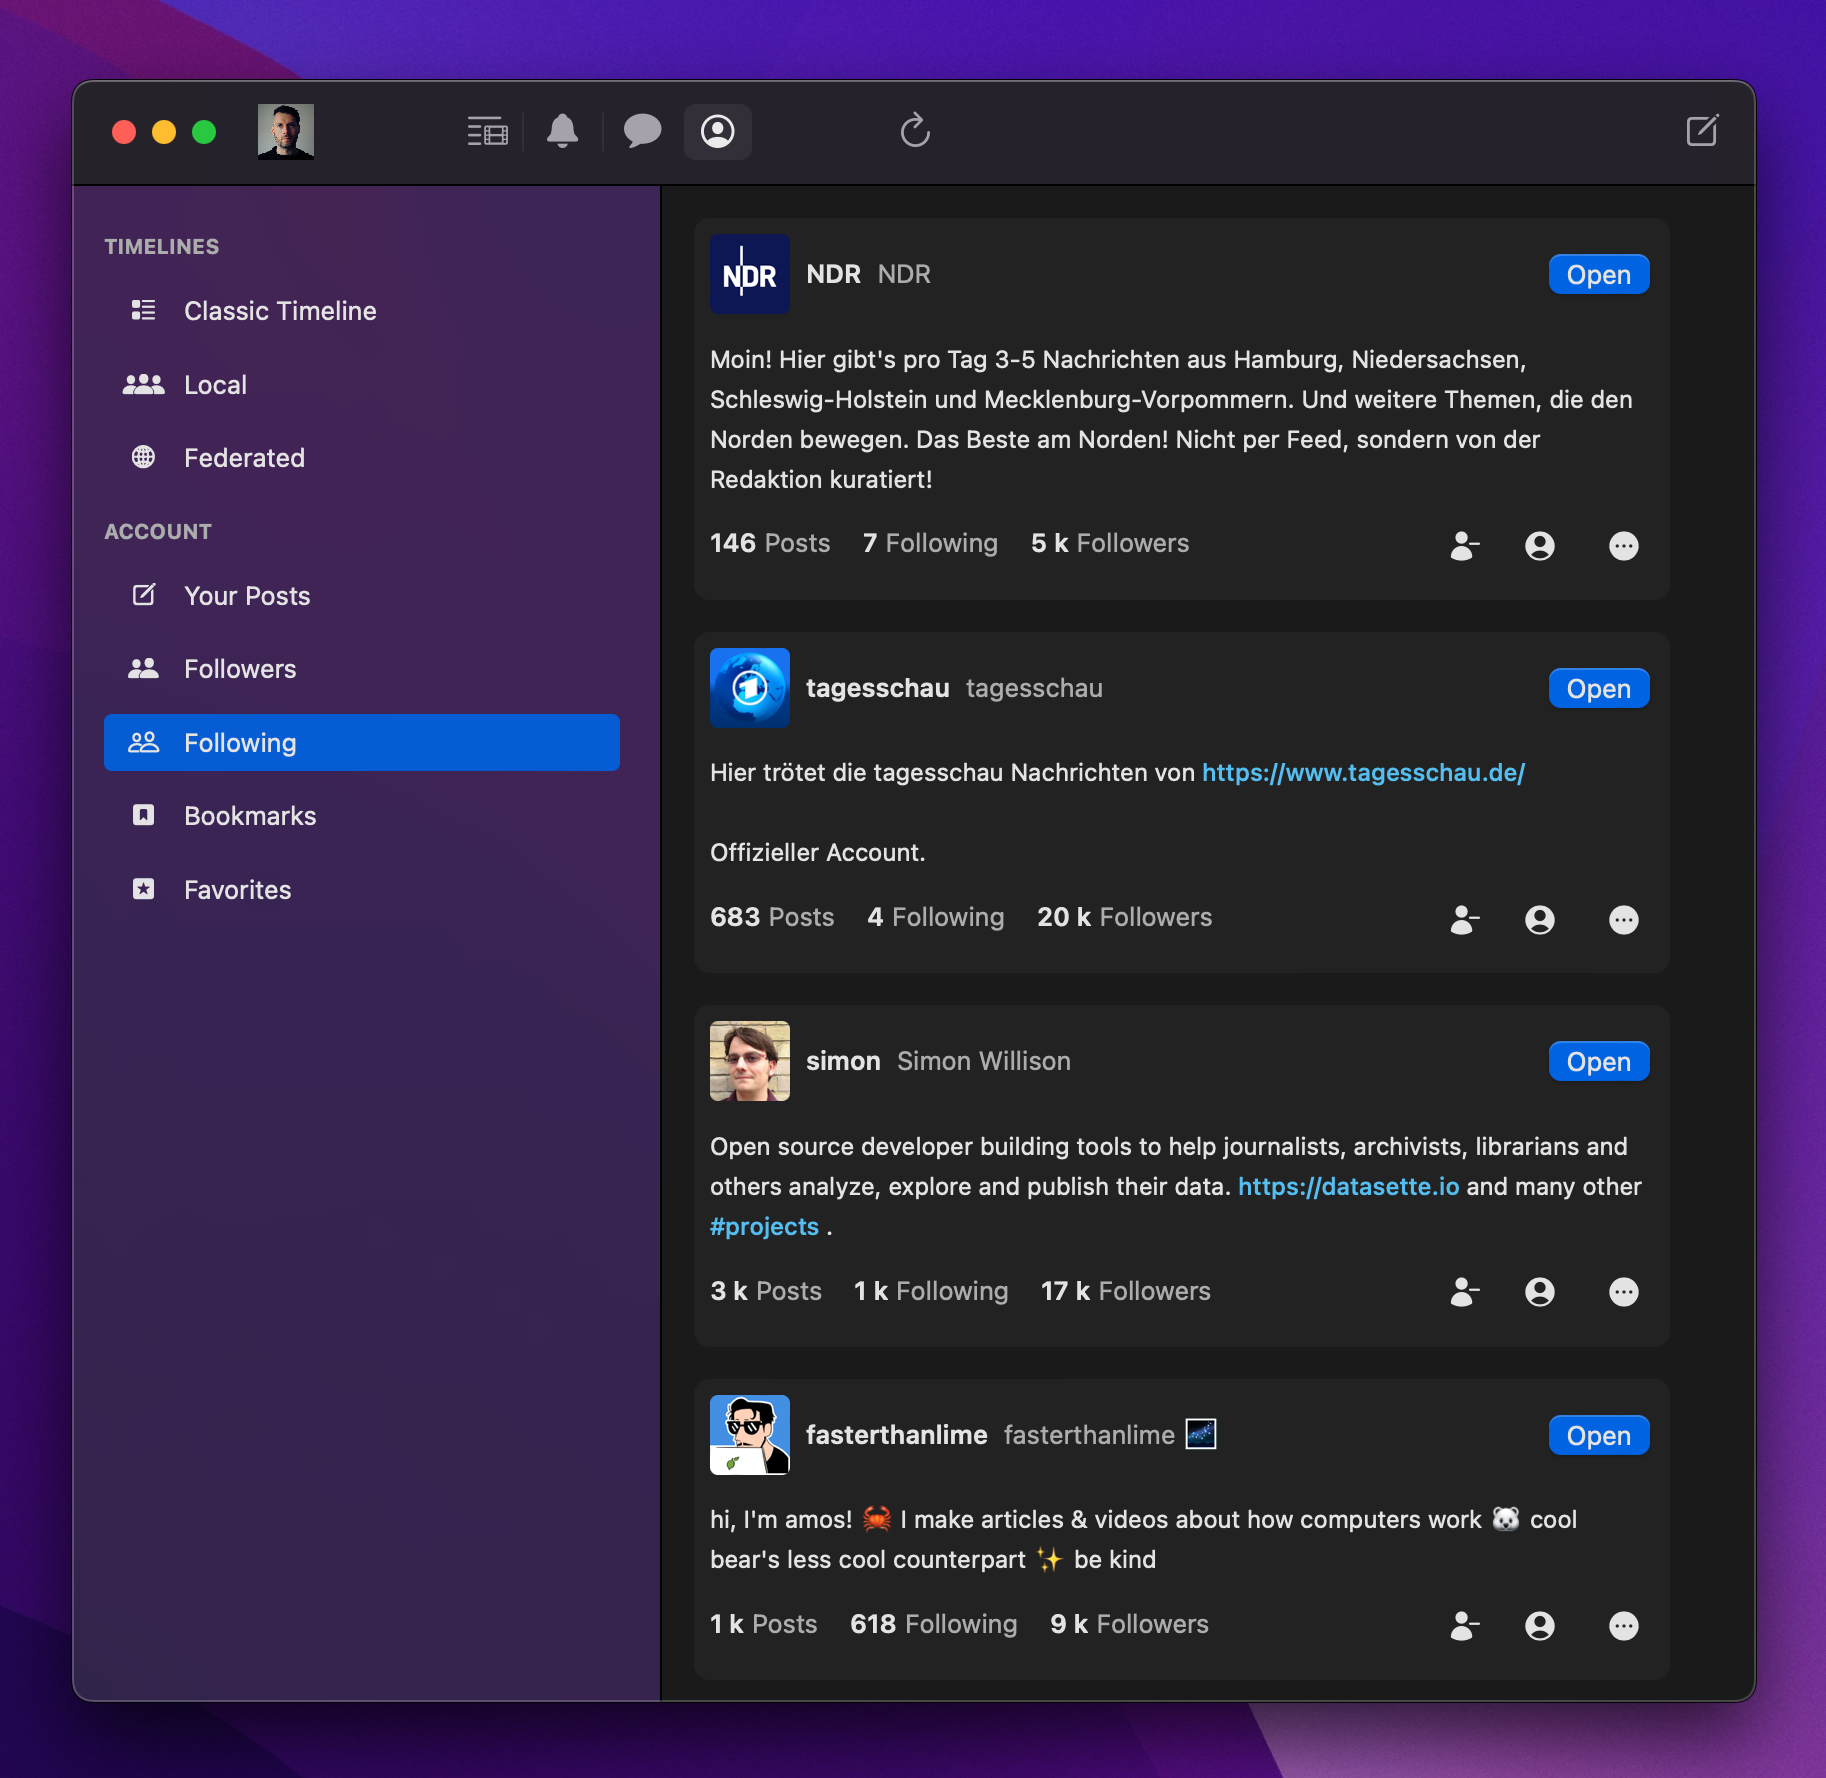 TIMELINES
Classic Timeline
Local
Federated
ACCOUNT
Your Posts
Followers
Following
Bookmarks
Favorites
NDR
NDR NDR
Open
Moin! Hier gibt's pro Tag 3-5 Nachrichten aus Hamburg, Niedersachsen,
Schleswig-Holstein und Mecklenburg-Vorpommern. Und weitere Themen, die den
Norden bewegen. Das Beste am Norden! Nicht per Feed, sondern von der
Redaktion kuratiert!
146 Posts 7 Following 5 k Followers
1
tagesschau tagesschau
Open
Hier trötet die tagesschau Nachrichten von https://www.tagesschau.de/
Offizieller Account.
683 Posts 4 Following 20 k Followers
simon Simon Willison
Open
Open source developer building tools to help journalists, archivists, librarians and
others analyze, explore and publish their data. https://datasette.io and many other
#projects .
3 k Posts 1 k Following 17 k Followers
fasterthanlime fasterthanlime 🌌
Open
hi, I'm amos! 🦀 I make articles & videos about how computers work 🐼 cool
bear's less cool counterpart ✨ be kind
1 k Posts 618 Following 9 k Followers